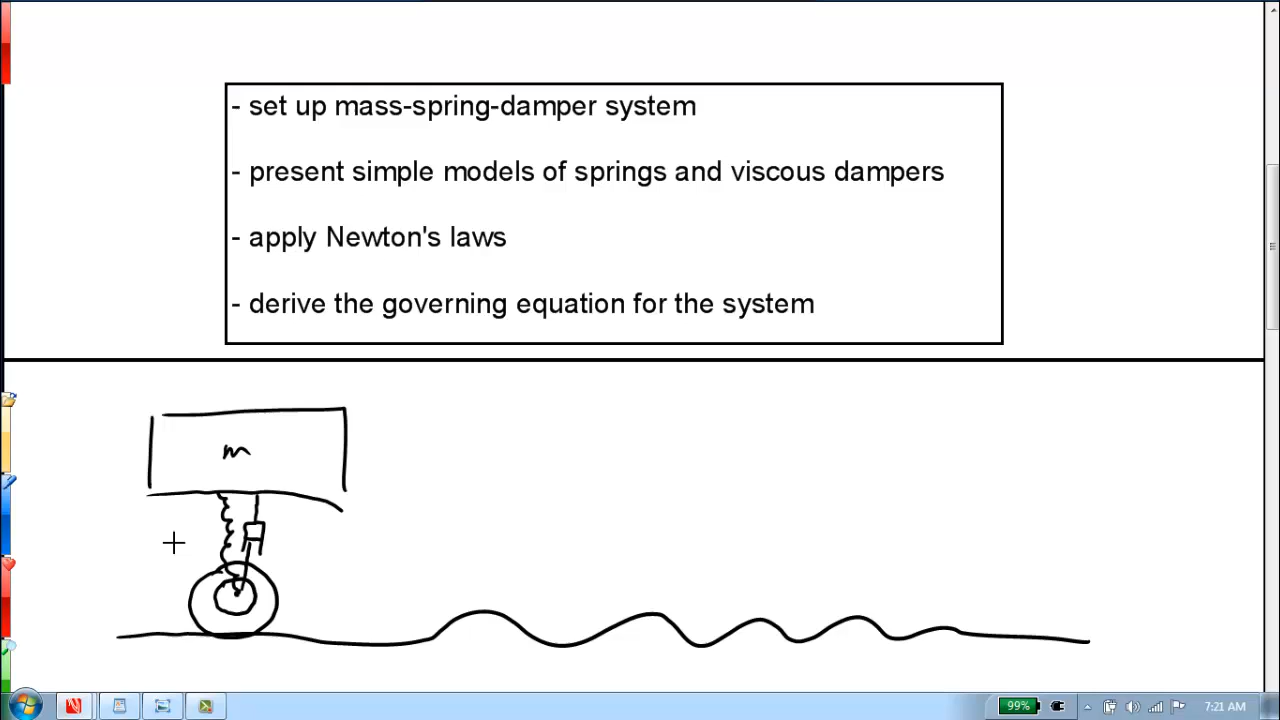 - set up mass-spring-damper system
- present simple models of springs and viscous dampers
- apply Newton's laws
- derive the governing equation for the system
m
99%
7:21 AM